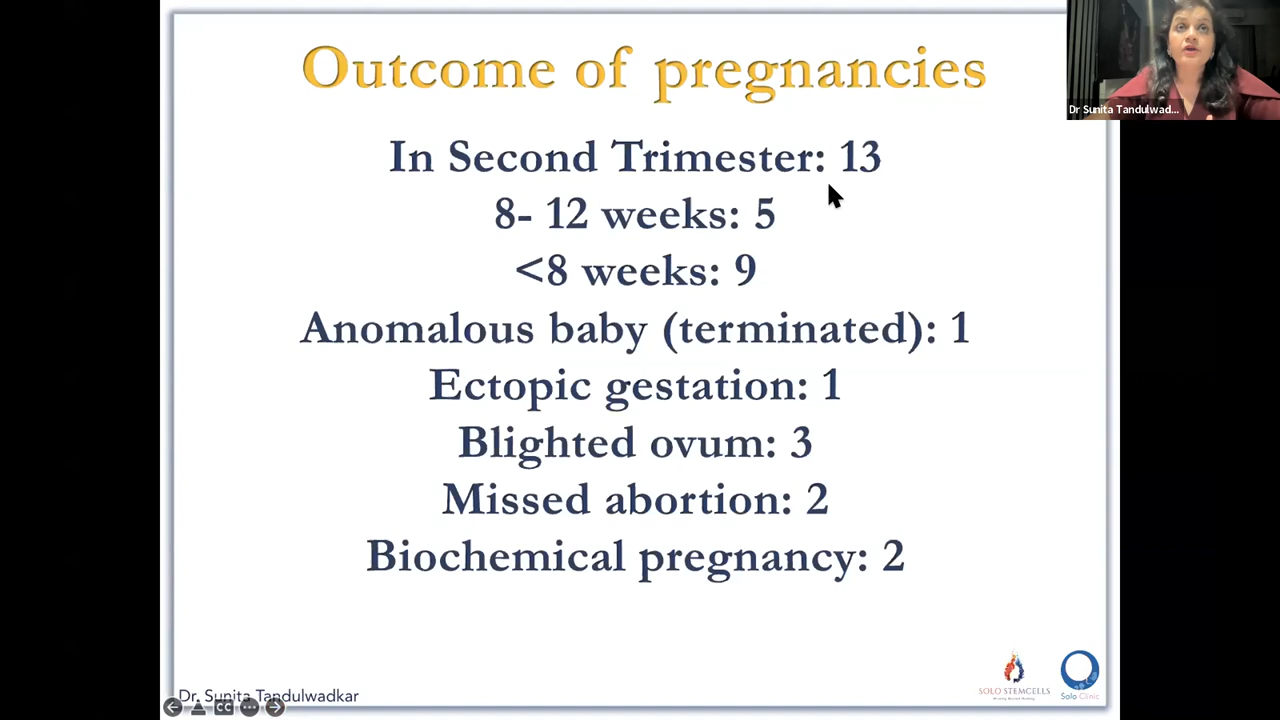 Outcome of pregnancies
Dr Sunita Tandulwad...
In Second Trimester: 13
8- 12 weeks: 5
<8 weeks: 9
Anomalous baby (terminated): 1
Ectopic gestation: 1
Blighted ovum: 3
Missed abortion: 2
Biochemical pregnancy: 2
SOLO STEMCELLS
Solo Clinic
Dr. Sunita Tandulwadkar
CC